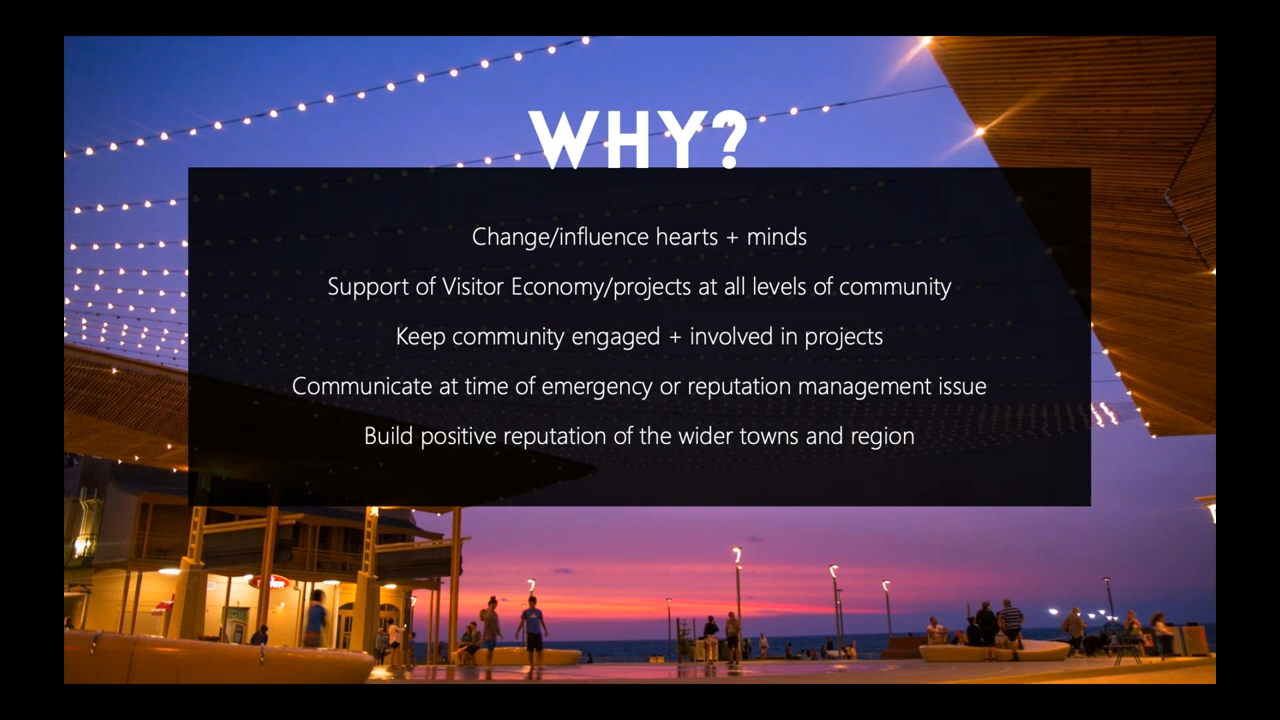 WHY?
Change/influence hearts + minds
Support of Visitor Economy/projects at all levels of community
Keep community engaged + involved in projects
Communicate at time of emergency or reputation management issue
Build positive reputation of the wider towns and region